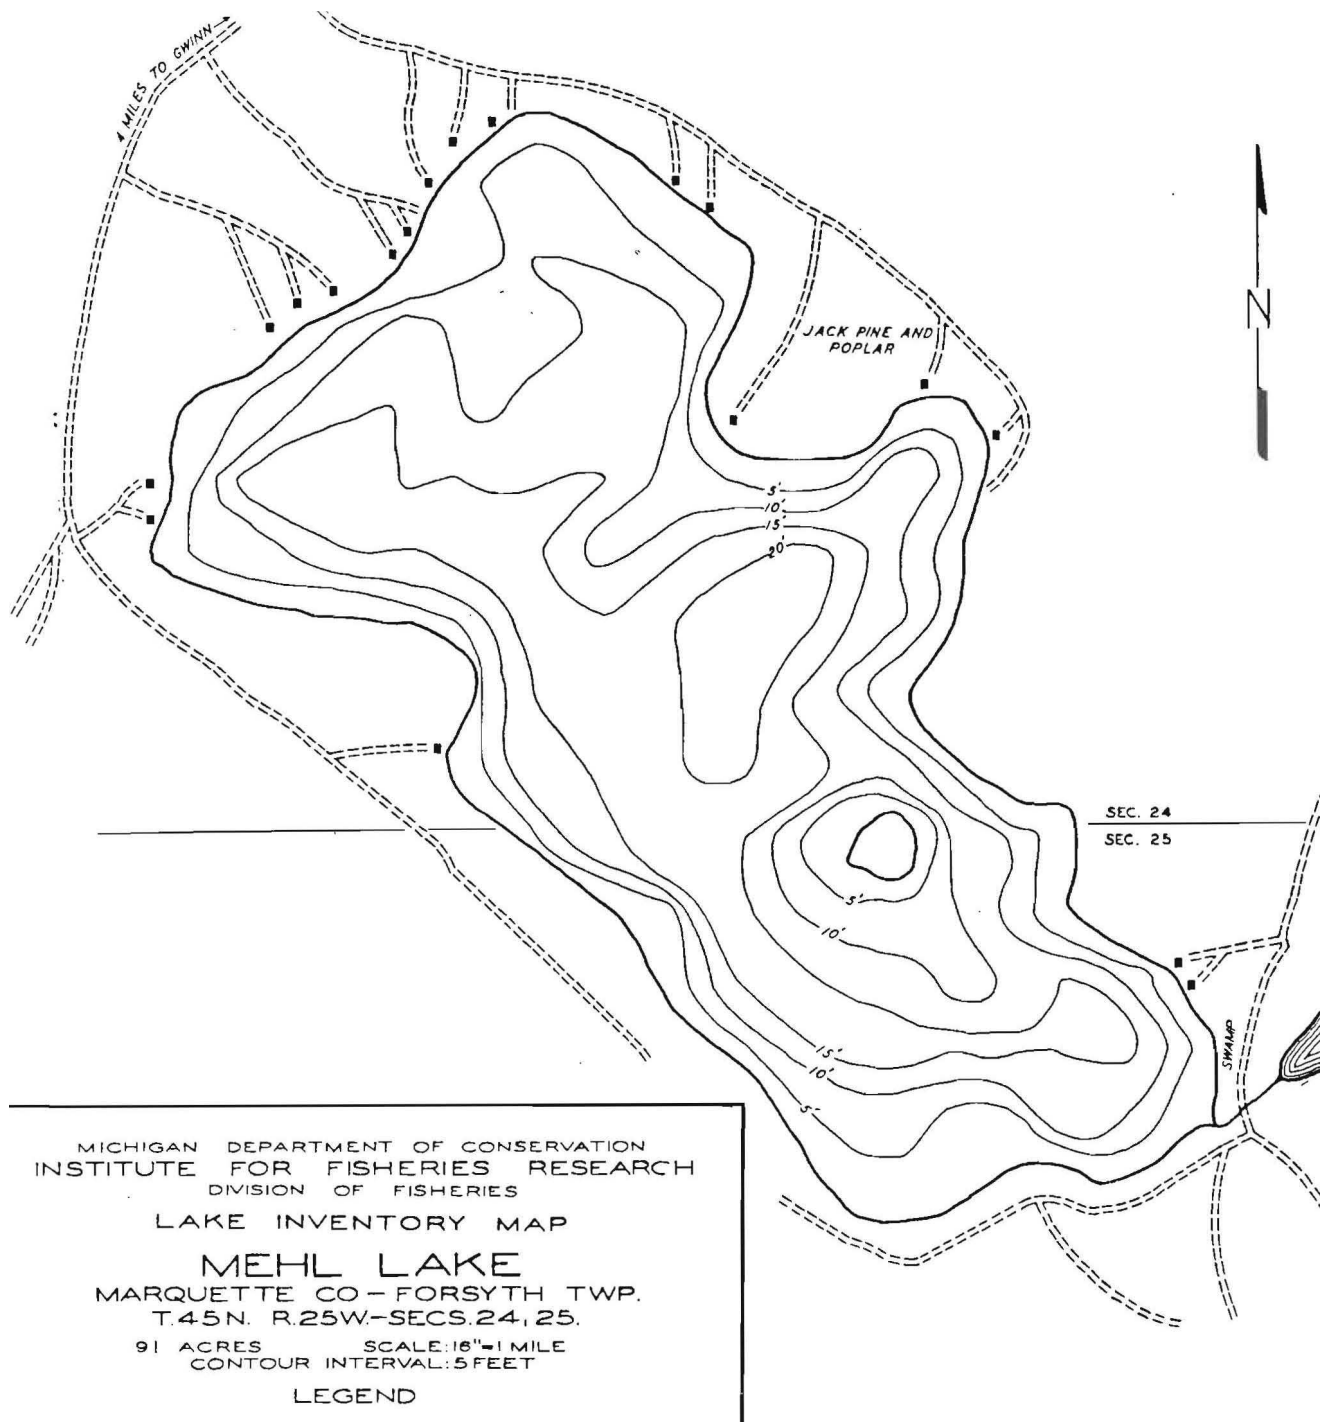 4 MILES TO GWINN
N
JACK PINE AND
POPLAR
5'
10'
15'
20'
SEC. 24
SEC. 25
5'
10'
15'
10'
5'
SWAMP
MICHIGAN DEPARTMENT OF CONSERVATION
INSTITUTE FOR FISHERIES RESEARCH
DIVISION OF FISHERIES
LAKE INVENTORY MAP
MEHL LAKE
MARQUETTE CO-FORSYTH TWP.
T.45N. R.25W.-SECS.24,25.
91 ACRES SCALE:16"=1 MILE
CONTOUR INTERVAL:5 FEET
LEGEND